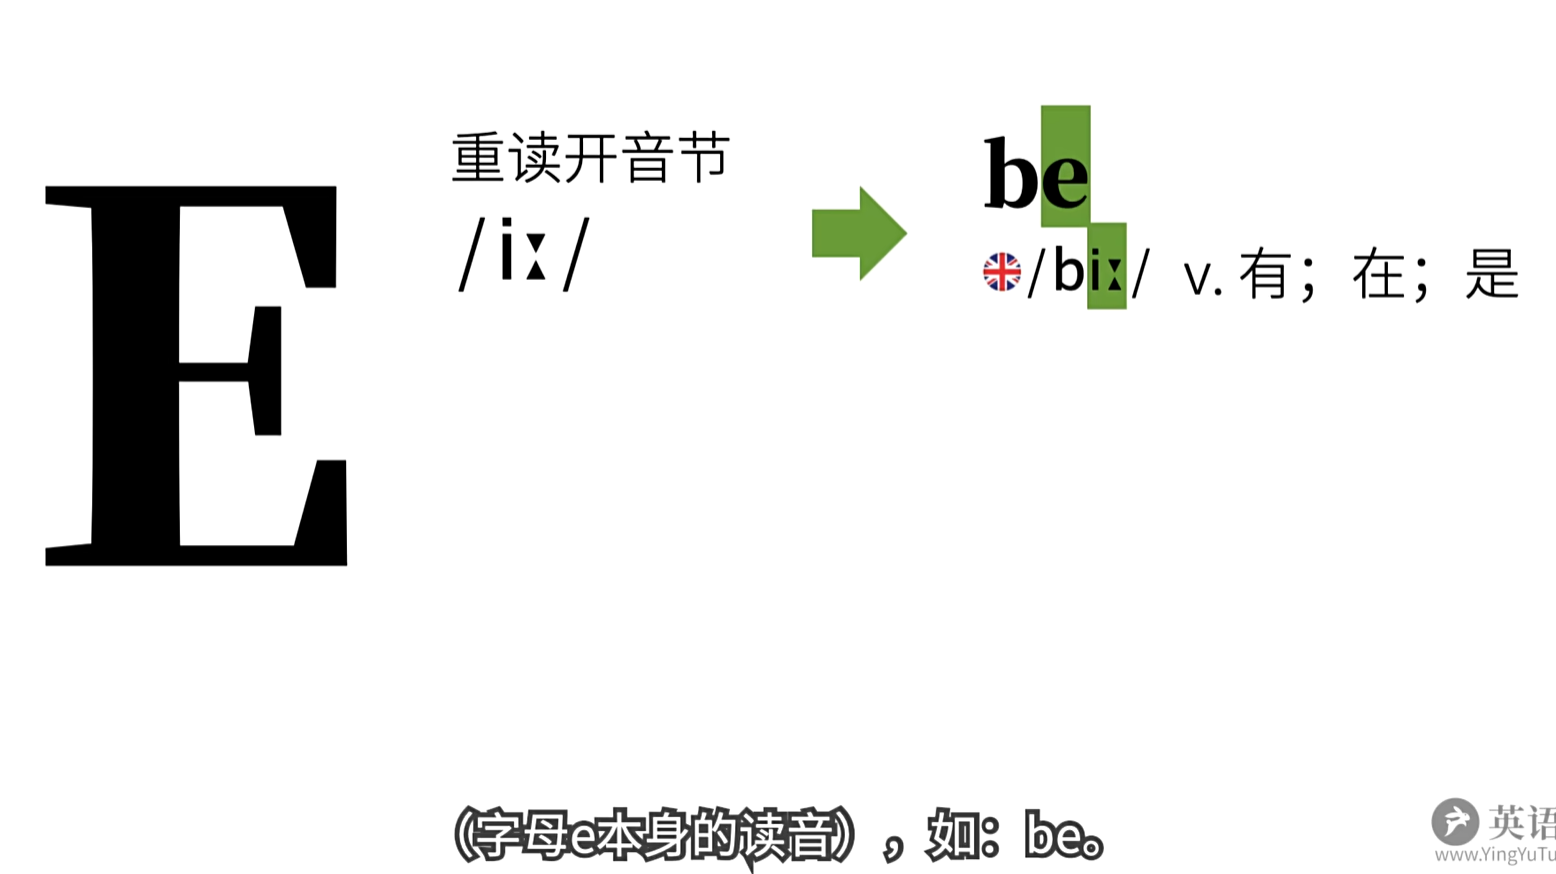 E
重读开音节
/iː/
be
/biː/ v. 有；在；是
（字母e本身的读音），如：be。
英语
www.YingYuTu